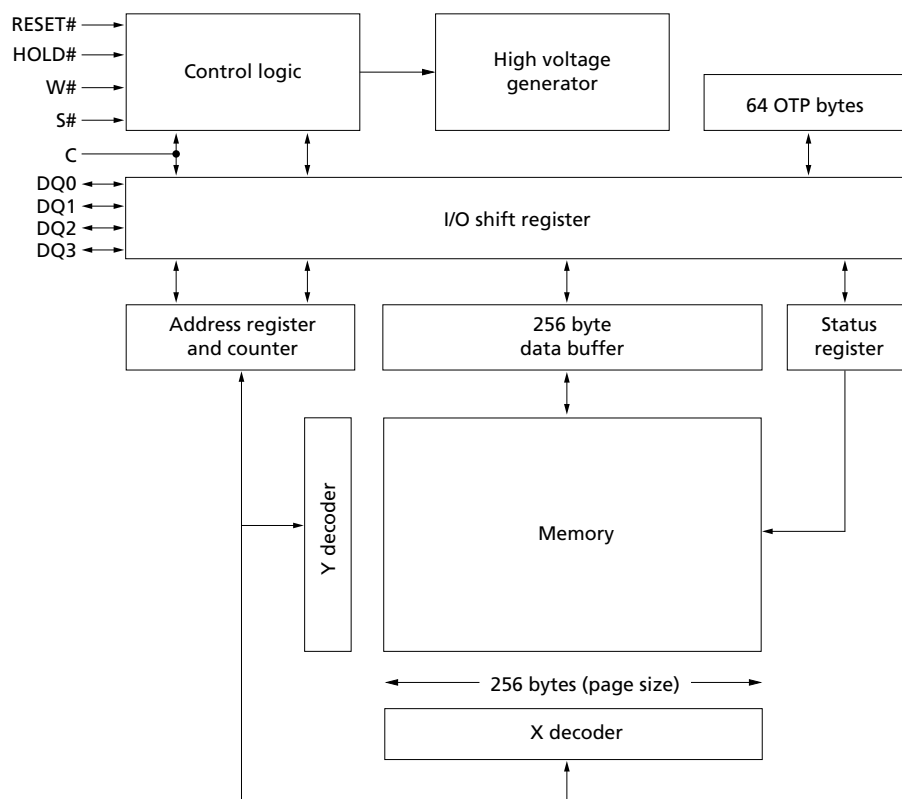 RESET#
HOLD#
W#
S#
C
Control logic
High voltage
generator
64 OTP bytes
DQ0
DQ1
DQ2
DQ3
I/O shift register
Address register
and counter
256 byte
data buffer
Status
register
Y decoder
Memory
256 bytes (page size)
X decoder